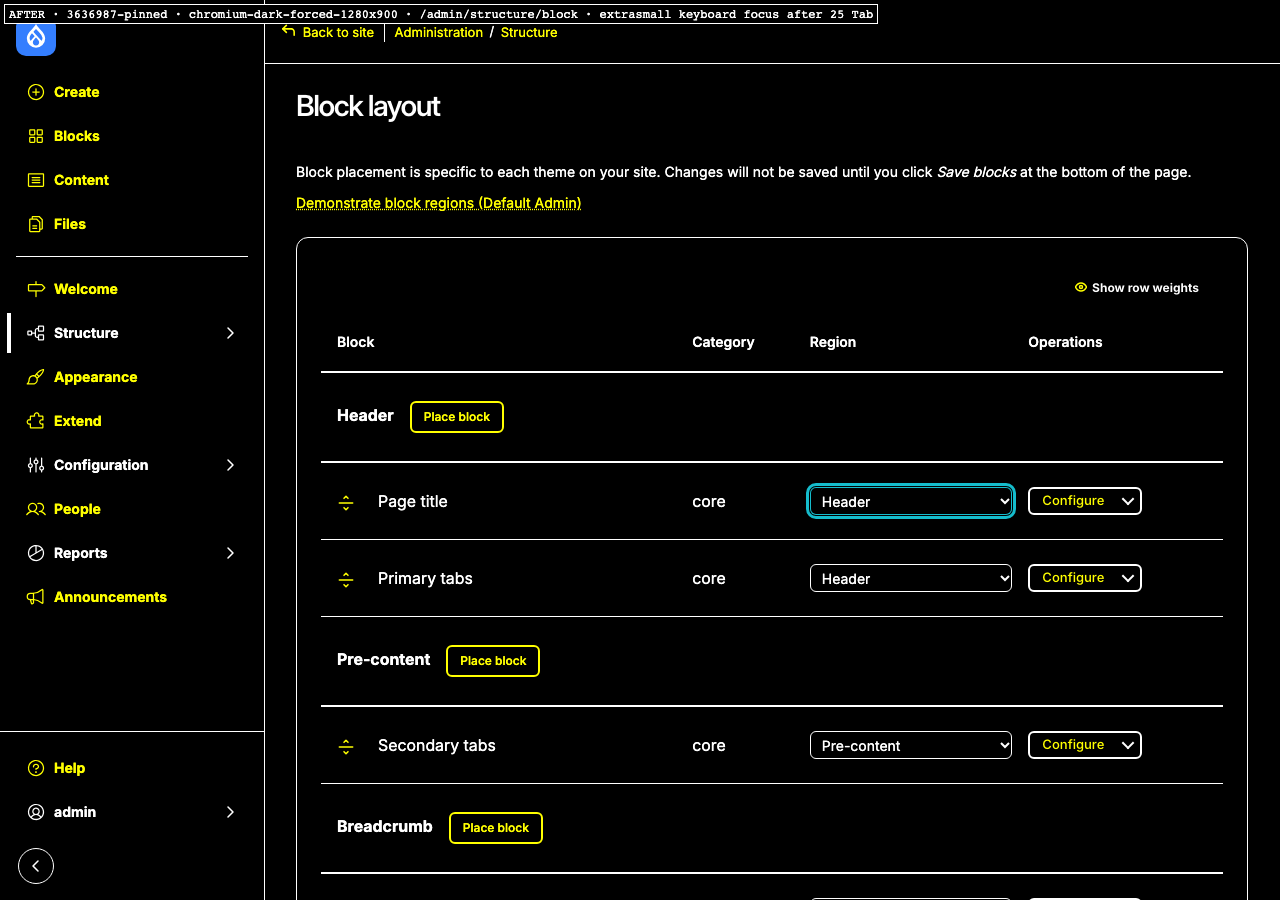 AFTER · 3636987-pinned · chromium-dark-forced-1280x900 · /admin/structure/block · extrasmall keyboard focus after 25 Tab
Back to site
Administration / Structure
Create
Blocks
Content
Files
Welcome
Structure
Appearance
Extend
Configuration
People
Reports
Announcements
Help
admin
Block layout
Block placement is specific to each theme on your site. Changes will not be saved until you click Save blocks at the bottom of the page.
Demonstrate block regions (Default Admin)
Show row weights
Block Category Region Operations
Header Place block
Page title core Header Configure
Primary tabs core Header Configure
Pre-content Place block
Secondary tabs core Pre-content Configure
Breadcrumb Place block